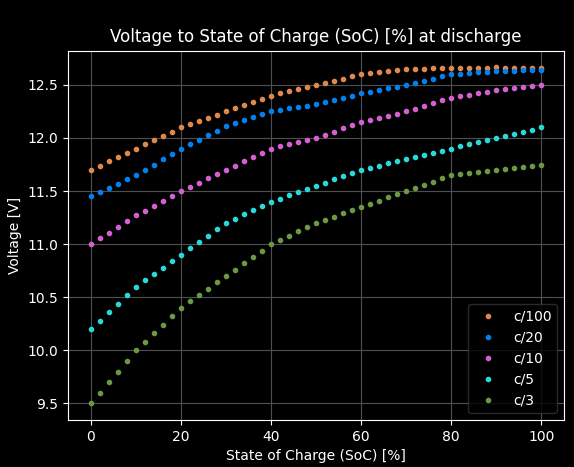 Voltage to State of Charge (SoC) [%] at discharge
12.5
12.0
11.5
11.0
10.5
10.0
9.5
Voltage [V]
c/100
c/20
c/10
c/5
c/3
0 20 40 60 80 100
State of Charge (SoC) [%]